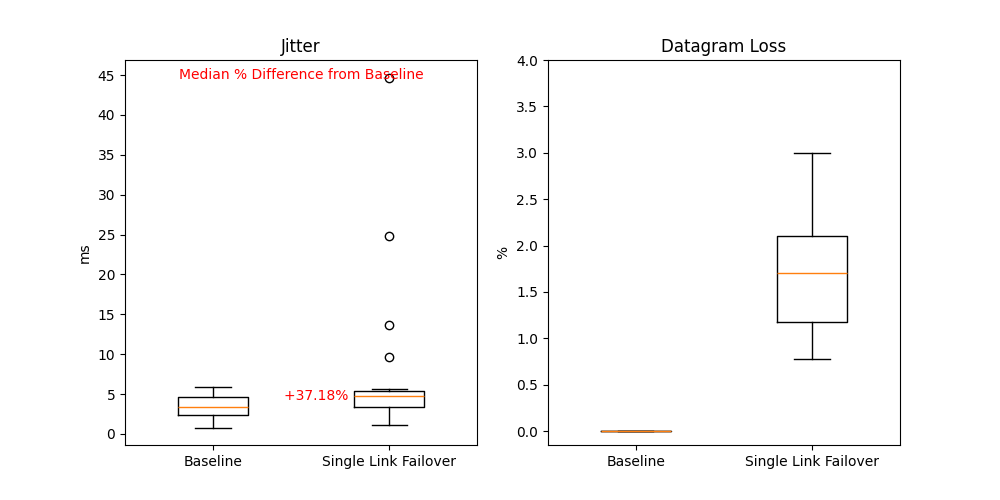 Jitter
Median % Difference from Baseline
45
40
35
30
25
20
15
10
5
0
ms
+37.18%
Baseline
Single Link Failover
Datagram Loss
4.0
3.5
3.0
2.5
2.0
1.5
1.0
0.5
0.0
%
Baseline
Single Link Failover